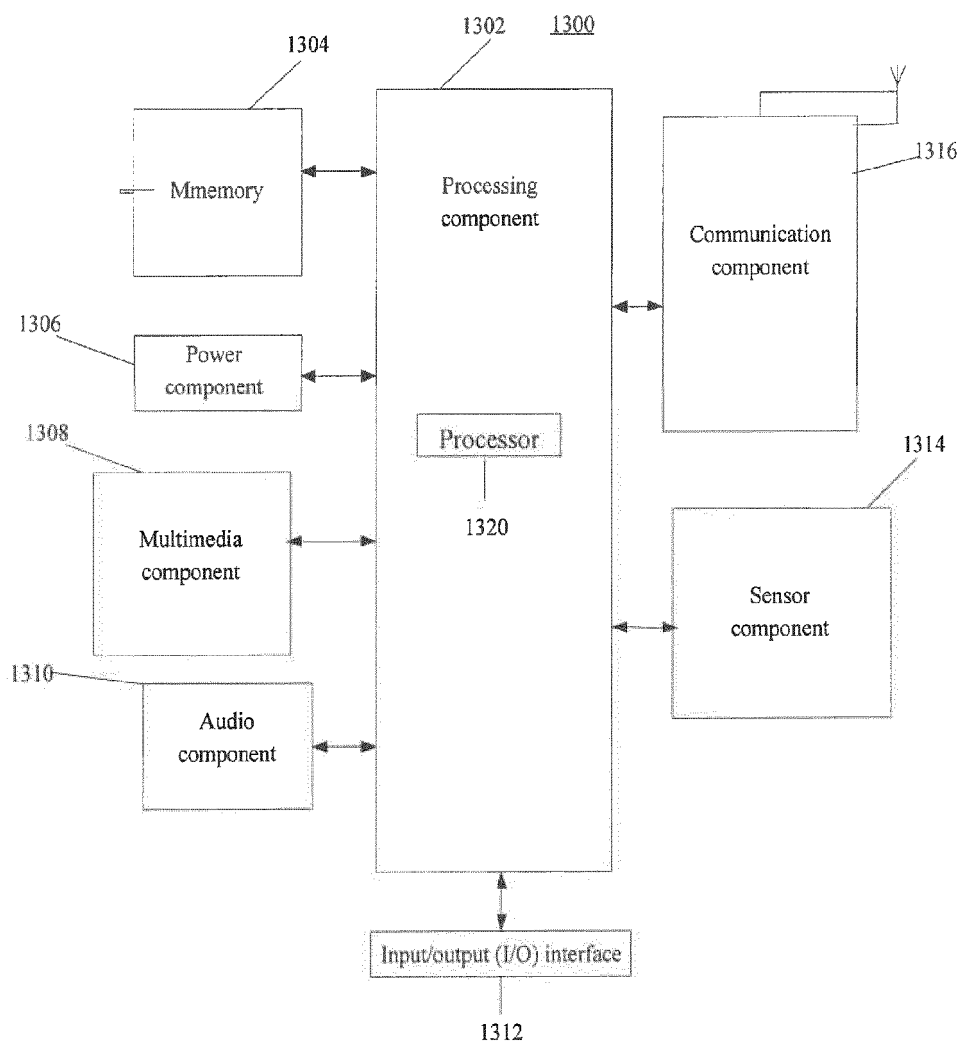 1302
1300
1304
1316
Mmemory
Processing
component
Communication
component
1306
Power
component
1308
Processor
1314
1320
Multimedia
component
Sensor
component
1310
Audio
component
Input/output (I/O) interface
1312